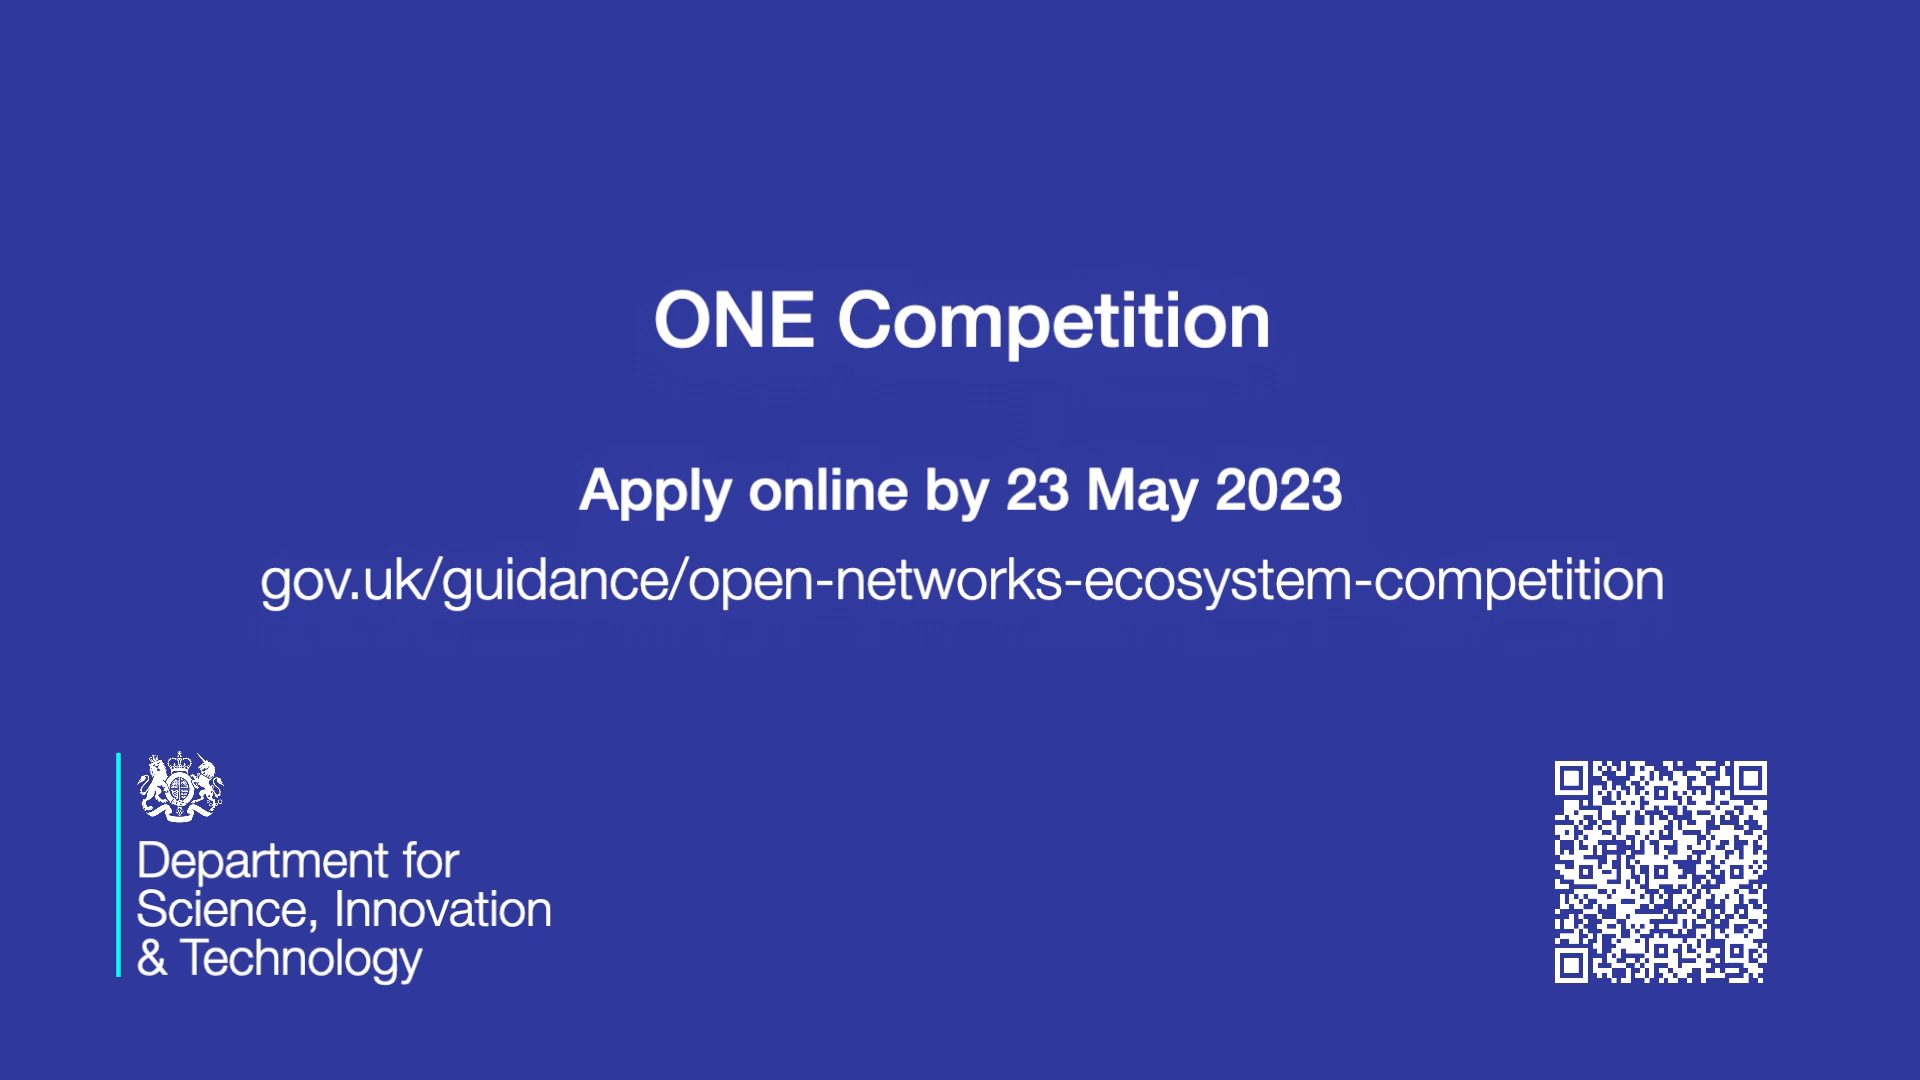 ONE Competition
Apply online by 23 May 2023
gov.uk/guidance/open-networks-ecosystem-competition
Department for
Science, Innovation
& Technology